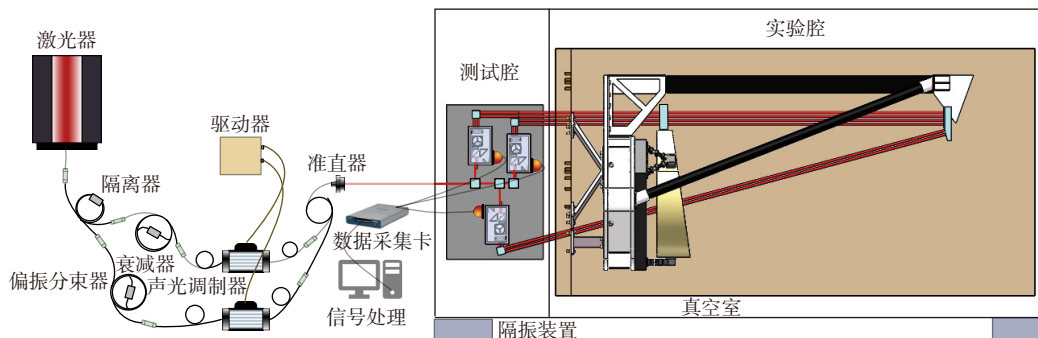 激光器
驱动器
隔离器
准直器
衰减器
偏振分束器
声光调制器
数据采集卡
信号处理
测试腔
实验腔
真空室
隔振装置